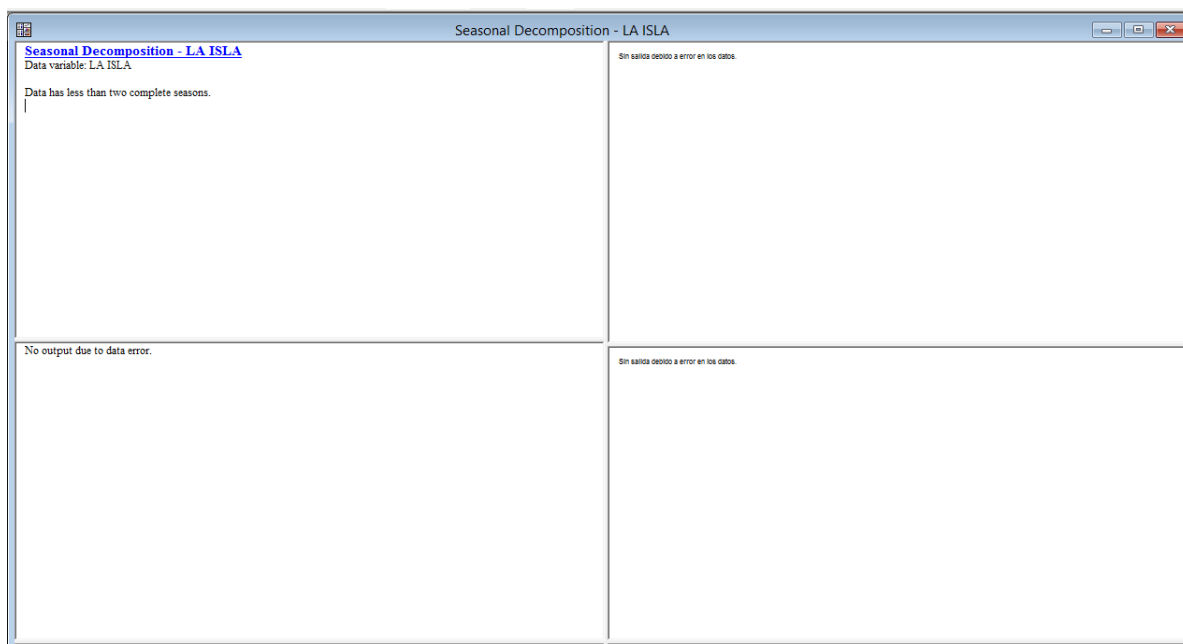 Seasonal Decomposition - LA ISLA
Seasonal Decomposition - LA ISLA
Data variable: LA ISLA
Data has less than two complete seasons.
Sin salida debido a error en los datos.
No output due to data error.
Sin salida debido a error en los datos.